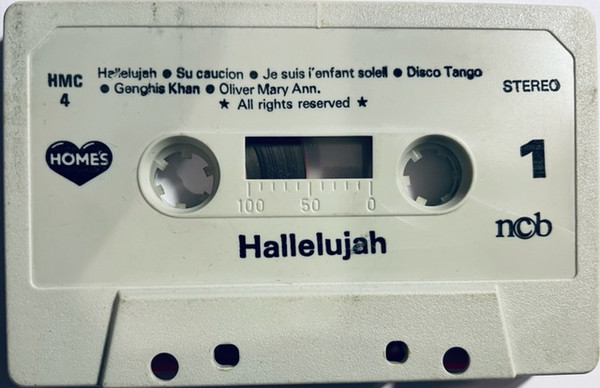 HMC
4
Hallelujah ● Su caucion ● Je suis i'enfant soleil ● Disco Tango
● Genghis Khan ● Oliver Mary Ann.
★ All rights reserved ★
STEREO
HOME'S
1
100 50 0
ncb
Hallelujah